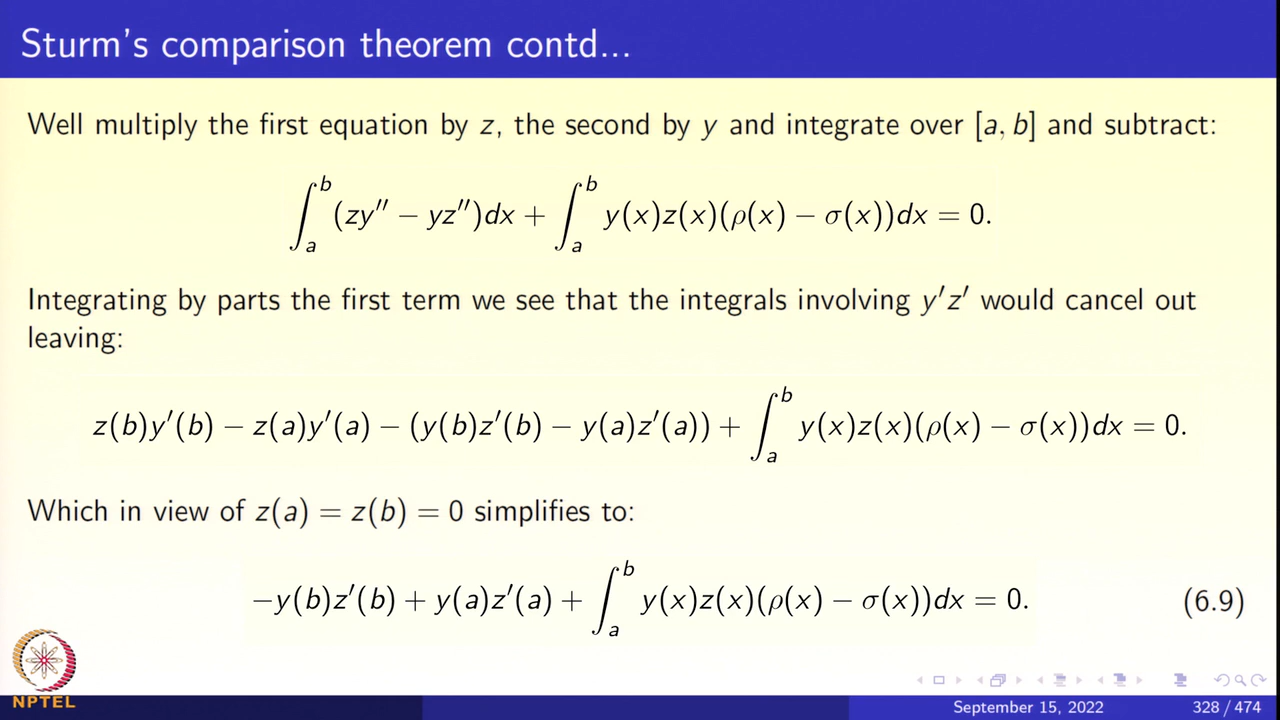 Sturm's comparison theorem contd...
Well multiply the first equation by z, the second by y and integrate over [a, b] and subtract:
∫_a^b (zy″ − yz″)dx + ∫_a^b y(x)z(x)(ρ(x) − σ(x))dx = 0.
Integrating by parts the first term we see that the integrals involving y′z′ would cancel out
leaving:
z(b)y′(b) − z(a)y′(a) − (y(b)z′(b) − y(a)z′(a)) + ∫_a^b y(x)z(x)(ρ(x) − σ(x))dx = 0.
Which in view of z(a) = z(b) = 0 simplifies to:
−y(b)z′(b) + y(a)z′(a) + ∫_a^b y(x)z(x)(ρ(x) − σ(x))dx = 0. (6.9)
NPTEL
September 15, 2022 328 / 474